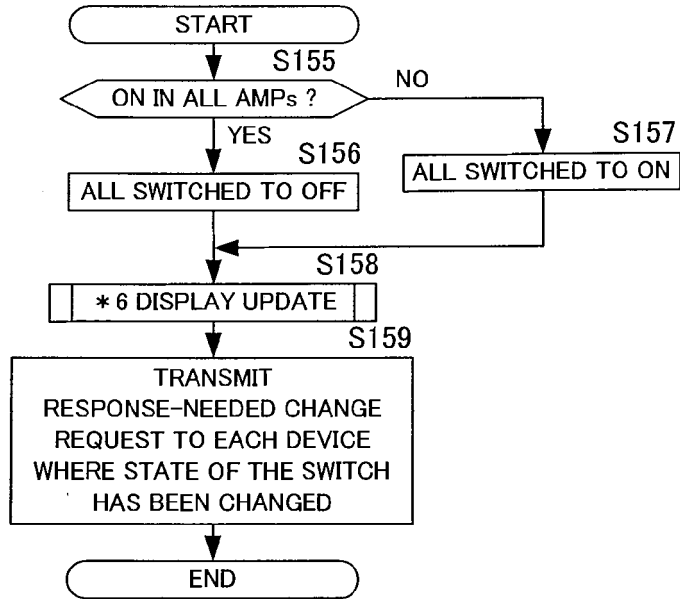 START
S155
ON IN ALL AMPs ?
NO
YES
S156
S157
ALL SWITCHED TO OFF
ALL SWITCHED TO ON
S158
*6 DISPLAY UPDATE
S159
TRANSMIT
RESPONSE-NEEDED CHANGE
REQUEST TO EACH DEVICE
WHERE STATE OF THE SWITCH
HAS BEEN CHANGED
END